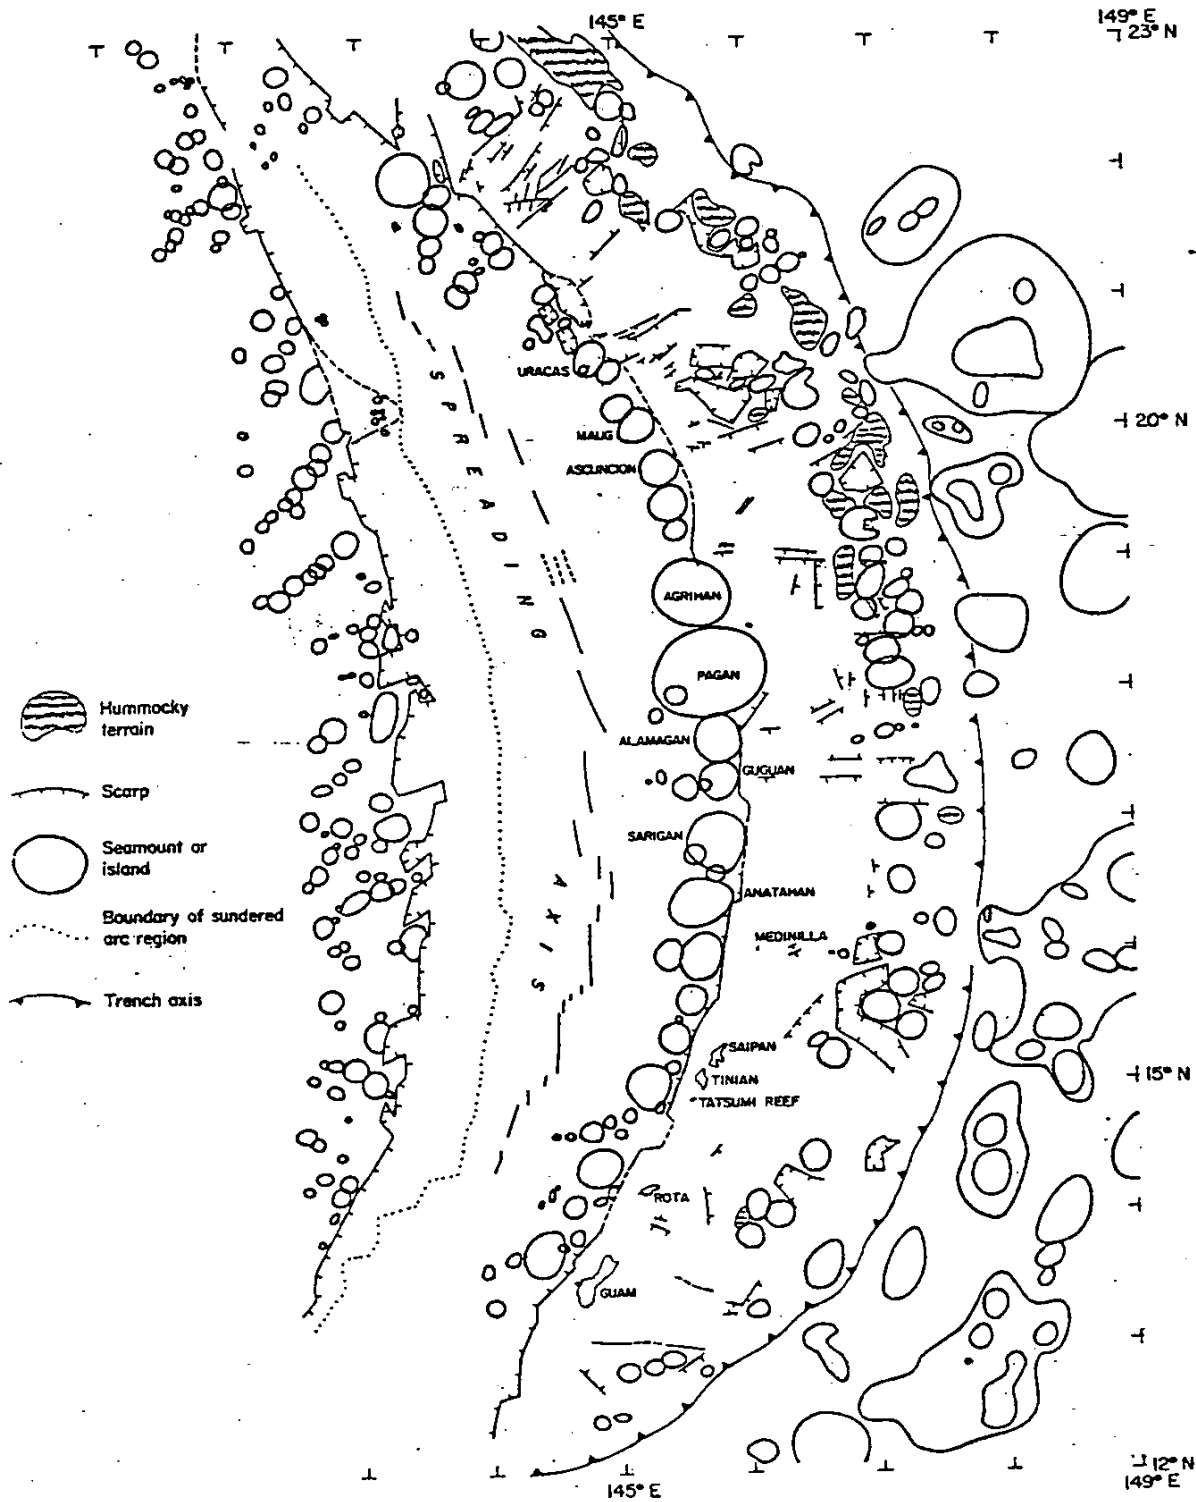 145° E
149° E
23° N
URACAS
SPREADING
MAUG
20° N
ASCUNCION
AGRIHAN
PAGAN
Hummocky
terrain
ALAMAGAN
GUGUAN
Scarp
SARIGAN
Seamount or
island
ANATAHAN
AXIS
Boundary of sundered
arc region
MEDINILLA
Trench axis
SAIPAN
TINIAN
15° N
TATSUMI REEF
ROTA
GUAM
12° N
145° E
149° E